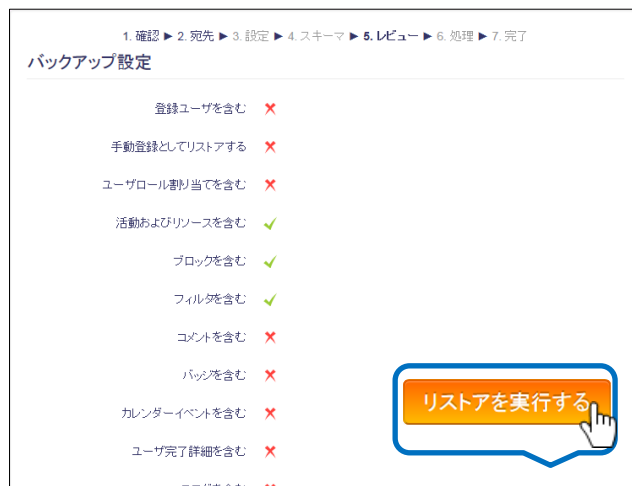 1. 確認 ► 2. 宛先 ► 3. 設定 ► 4. スキーマ ► 5. レビュー ► 6. 処理 ► 7. 完了
バックアップ設定
登録ユーザを含む
手動登録としてリストアする
ユーザロール割り当てを含む
活動およびリソースを含む
ブロックを含む
フィルタを含む
コメントを含む
バッジを含む
カレンダーイベントを含む
リストアを実行する
ユーザ完了詳細を含む